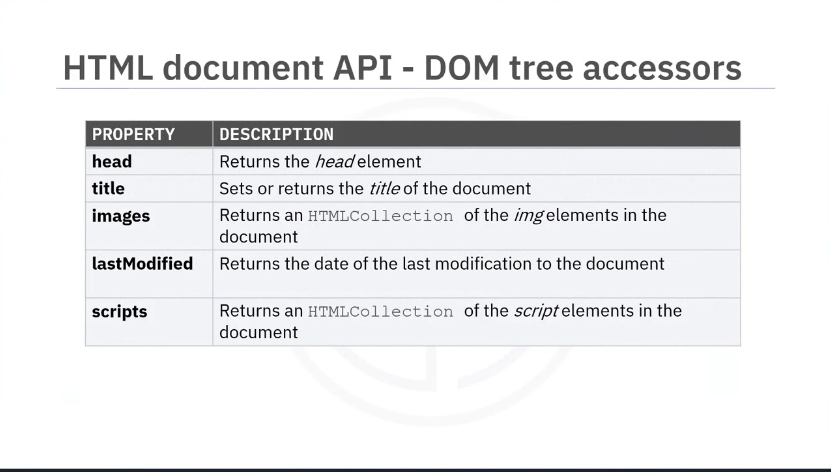 HTML document API - DOM tree accessors
PROPERTY DESCRIPTION
head Returns the head element
title Sets or returns the title of the document
images Returns an HTMLCollection of the img elements in the
document
lastModified Returns the date of the last modification to the document
scripts Returns an HTMLCollection of the script elements in the
document